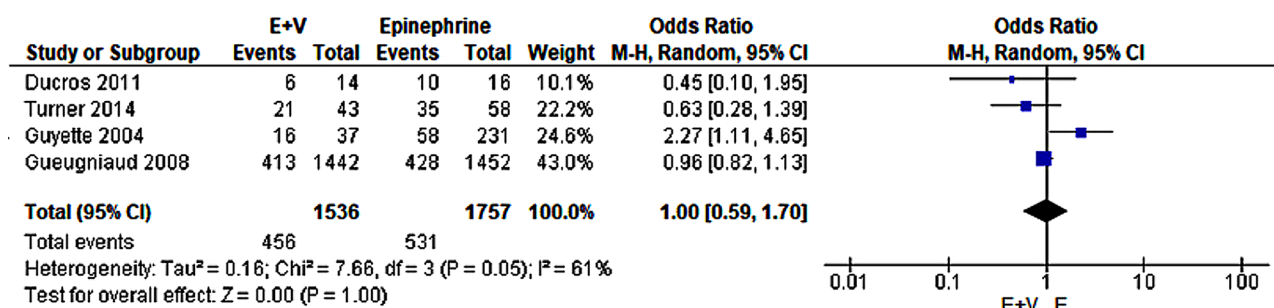 E+V Epinephrine Odds Ratio Odds Ratio
Study or Subgroup Events Total Events Total Weight M-H, Random, 95% CI M-H, Random, 95% CI
Ducros 2011 6 14 10 16 10.1% 0.45 [0.10, 1.95]
Turner 2014 21 43 35 58 22.2% 0.63 [0.28, 1.39]
Guyette 2004 16 37 58 231 24.6% 2.27 [1.11, 4.65]
Gueugniaud 2008 413 1442 428 1452 43.0% 0.96 [0.82, 1.13]
Total (95% CI) 1536 1757 100.0% 1.00 [0.59, 1.70]
Total events 456 531
Heterogeneity: Tau² = 0.16; Chi² = 7.66, df = 3 (P = 0.05); I² = 61%
Test for overall effect: Z = 0.00 (P = 1.00)
0.01 0.1 1 10 100
E+V E